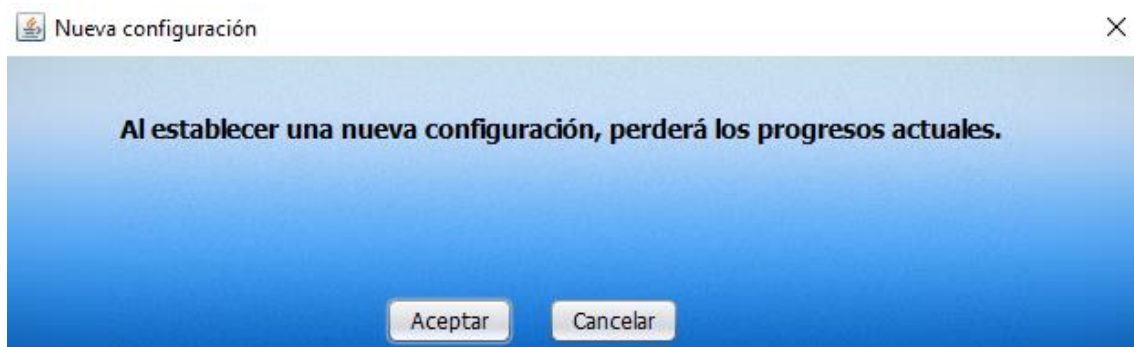 Nueva configuración
Al establecer una nueva configuración, perderá los progresos actuales.
Aceptar Cancelar